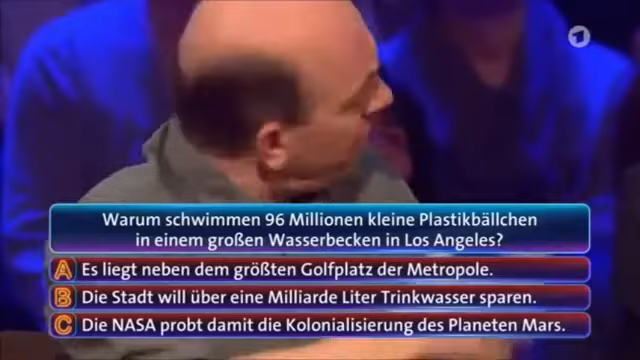 Warum schwimmen 96 Millionen kleine Plastikbällchen
in einem großen Wasserbecken in Los Angeles?
A Es liegt neben dem größten Golfplatz der Metropole.
B Die Stadt will über eine Milliarde Liter Trinkwasser sparen.
C Die NASA probt damit die Kolonialisierung des Planeten Mars.